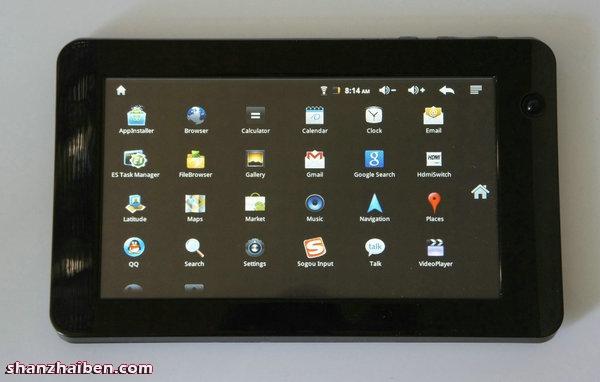 8:14 AM
AppInstaller Browser Calculator Calendar Clock Email
ES Task Manager FileBrowser Gallery Gmail Google Search HdmiSwitch
Latitude Maps Market Music Navigation Places
QQ Search Settings Sogou Input Talk VideoPlayer
shanzhaiben.com